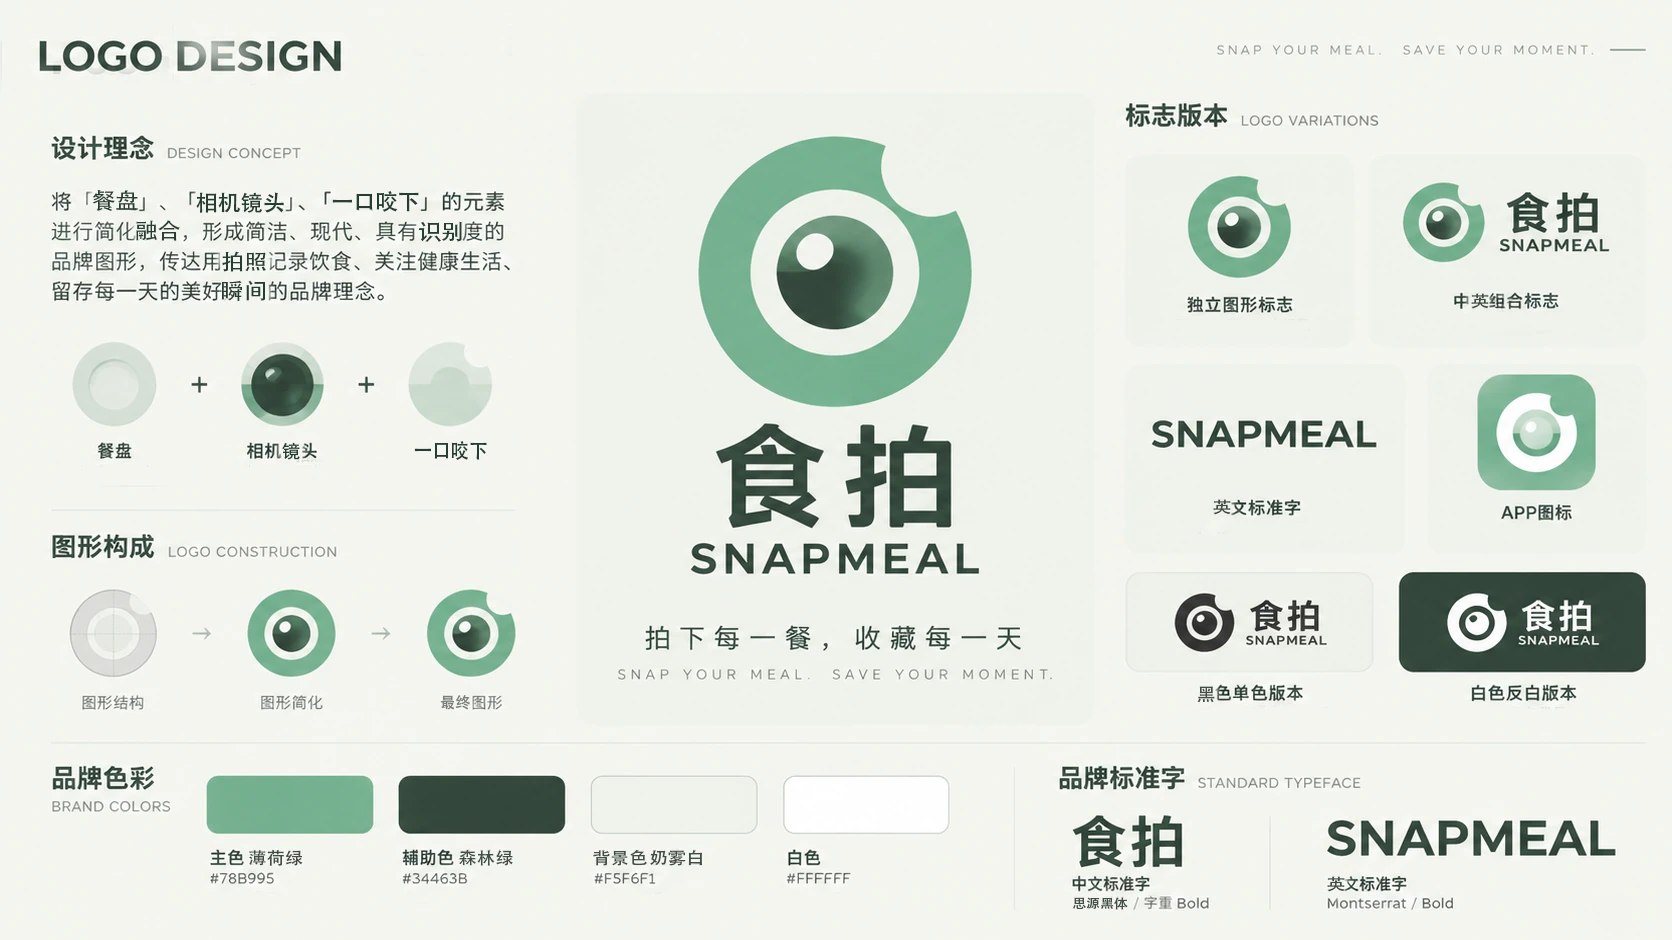 LOGO DESIGN
SNAP YOUR MEAL. SAVE YOUR MOMENT.
设计理念 DESIGN CONCEPT
将「餐盘」、「相机镜头」、「一口咬下」的元素
进行简化融合，形成简洁、现代、具有识别度的
品牌图形，传达用拍照记录饮食、关注健康生活、
留存每一天的美好瞬间的品牌理念。
餐盘
+
相机镜头
+
一口咬下
图形构成 LOGO CONSTRUCTION
图形结构
图形简化
最终图形
食拍
SNAPMEAL
拍下每一餐，收藏每一天
SNAP YOUR MEAL. SAVE YOUR MOMENT.
标志版本 LOGO VARIATIONS
独立图形标志
食拍
SNAPMEAL
中英组合标志
SNAPMEAL
英文标准字
APP图标
食拍
SNAPMEAL
黑色单色版本
食拍
SNAPMEAL
白色反白版本
品牌色彩
BRAND COLORS
主色 薄荷绿
#78B995
辅助色 森林绿
#34463B
背景色 奶雾白
#F5F6F1
白色
#FFFFFF
品牌标准字 STANDARD TYPEFACE
食拍
中文标准字
思源黑体 / 字重 Bold
SNAPMEAL
英文标准字
Montserrat / Bold